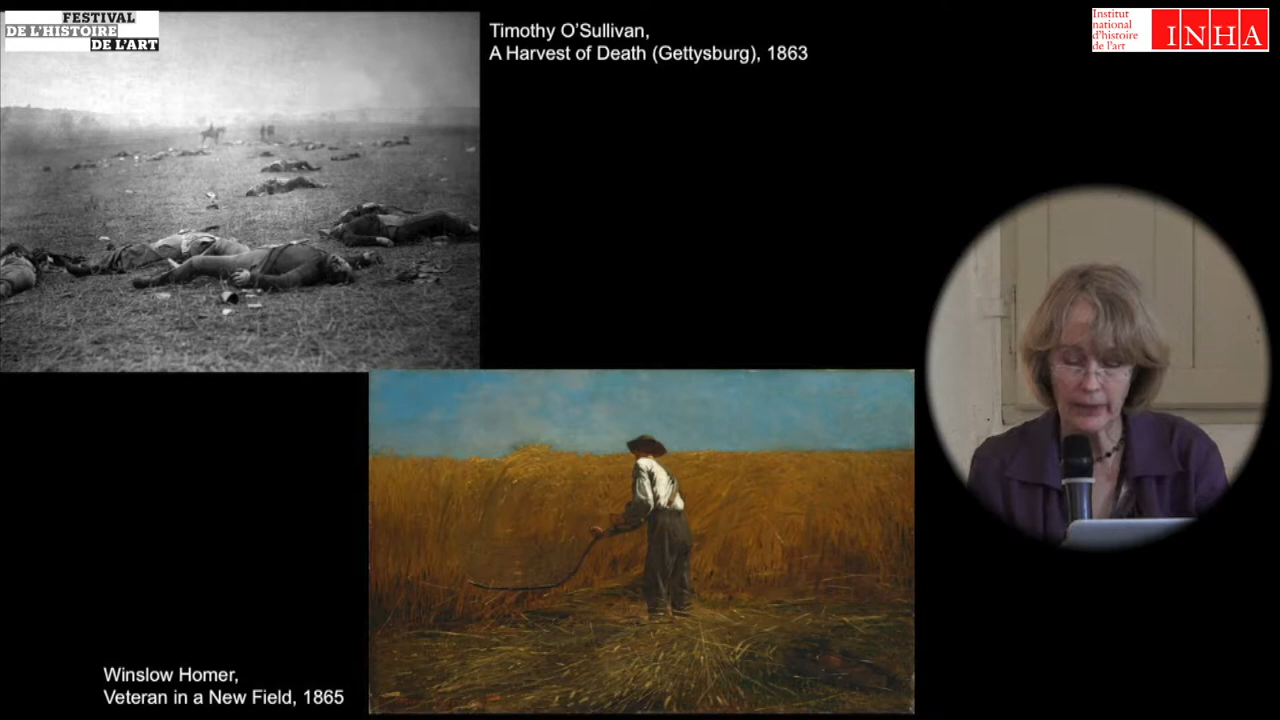 FESTIVAL
DE L'HISTOIRE
DE L'ART
Timothy O'Sullivan,
A Harvest of Death (Gettysburg), 1863
Institut
national
d'histoire
de l'art
INHA
Winslow Homer,
Veteran in a New Field, 1865